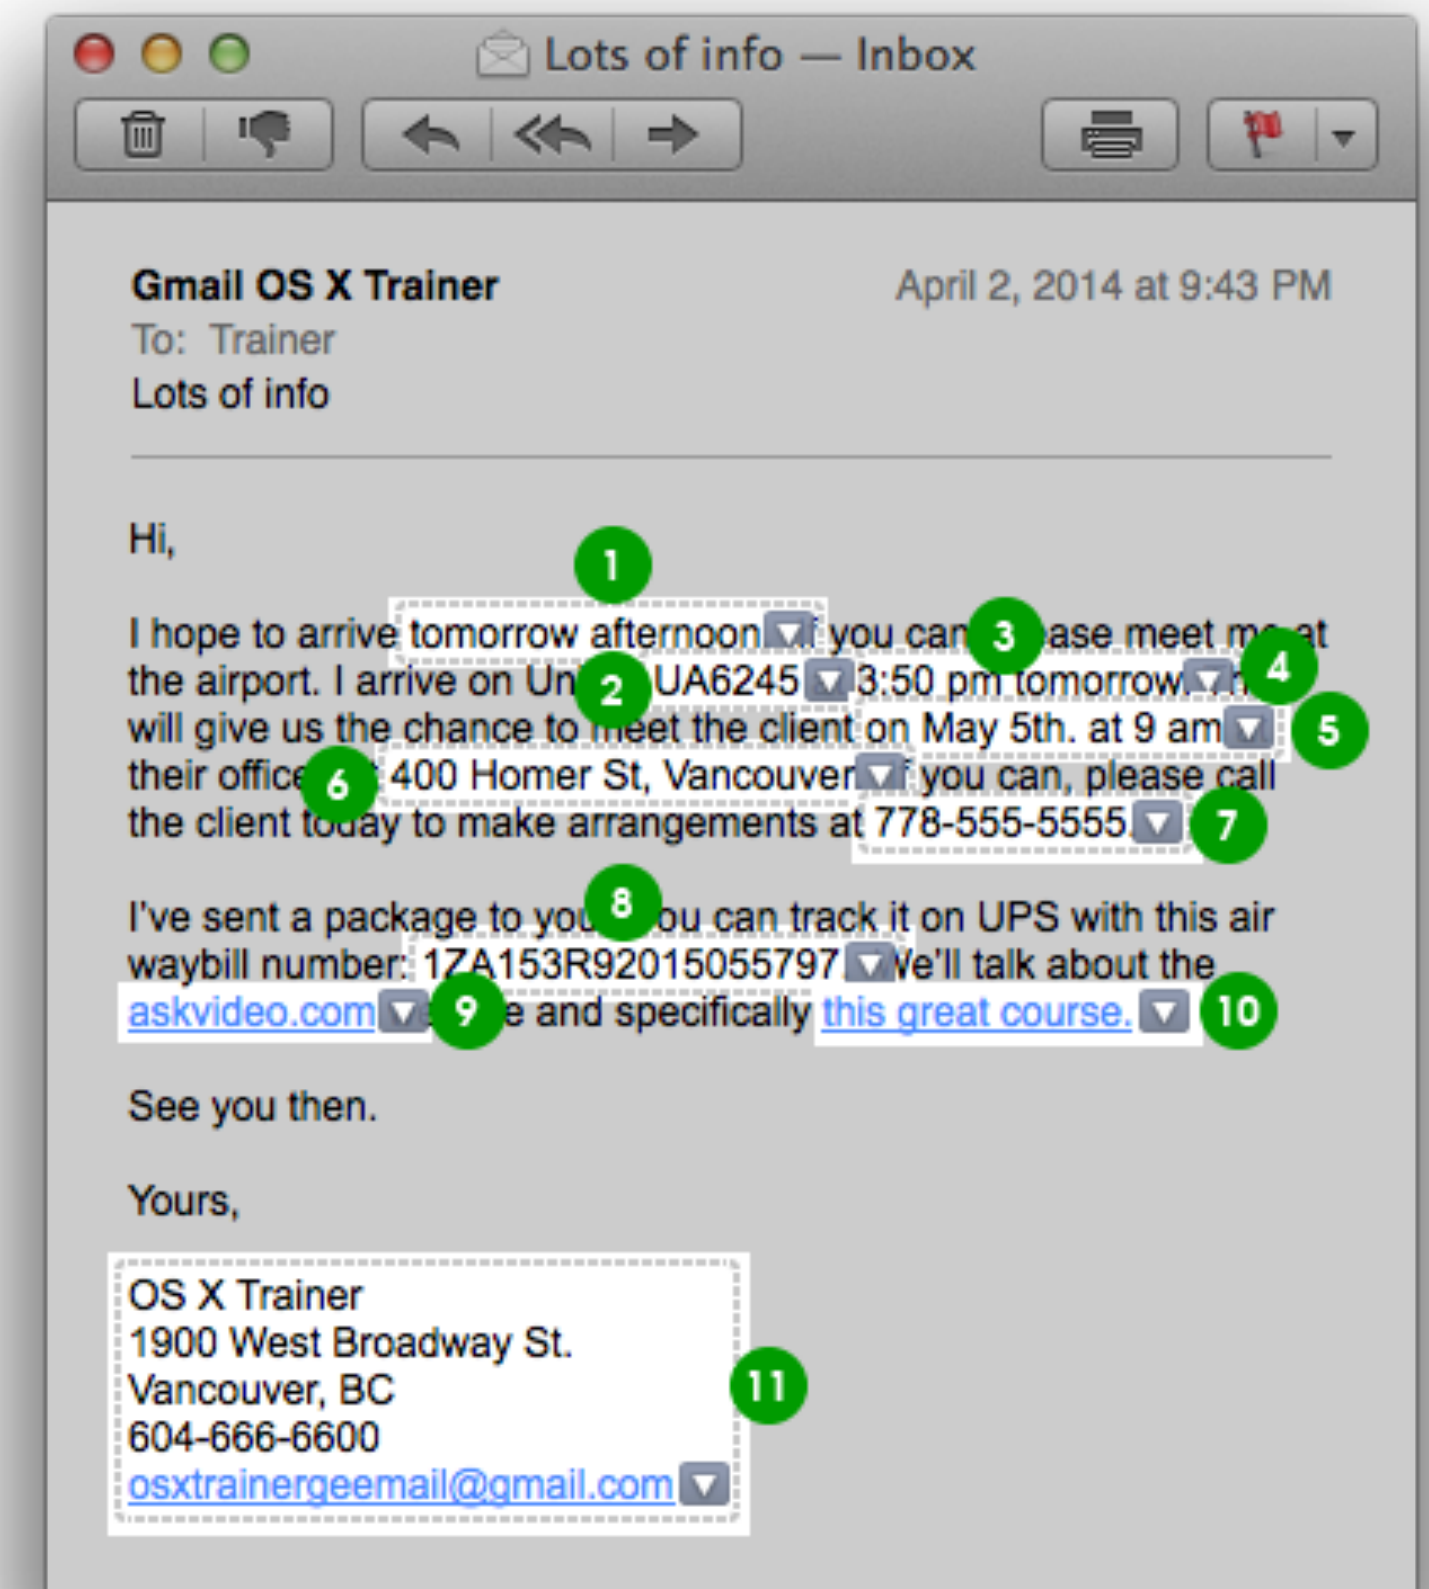 Lots of info — Inbox
Gmail OS X Trainer April 2, 2014 at 9:43 PM
To: Trainer
Lots of info
Hi,
1
I hope to arrive tomorrow afternoon you can 3 meet me at
the airport. I arrive on 2 UA6245 3:50 pm tomorrow 4
will give us the chance to meet the client on May 5th. at 9 am 5
their office 6 400 Homer St, Vancouver you can, please call
the client today to make arrangements at 778-555-5555. 7
I've sent a package to you 8 can track it on UPS with this air
waybill number: 1ZA153R92015055797. We'll talk about the
askvideo.com 9 and specifically this great course. 10
See you then.
Yours,
OS X Trainer
1900 West Broadway St.
Vancouver, BC
604-666-6600
osxtrainergeemail@gmail.com
11